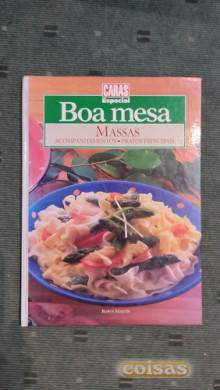 CARAS
Especial
Boa mesa
MASSAS
ACOMPANHAMENTOS • PRATOS PRINCIPAIS
coisas